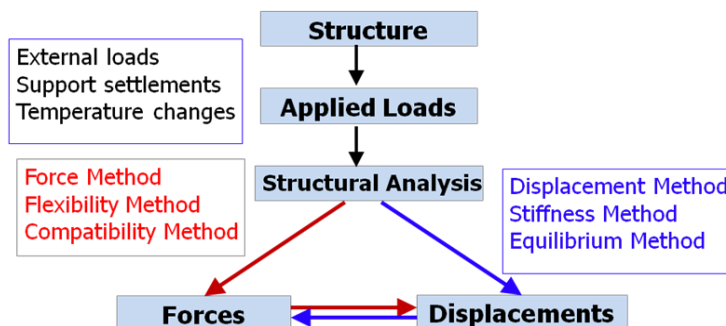 Structure
External loads
Support settlements
Temperature changes
Applied Loads
Force Method
Flexibility Method
Compatibility Method
Structural Analysis
Displacement Method
Stiffness Method
Equilibrium Method
Forces
Displacements